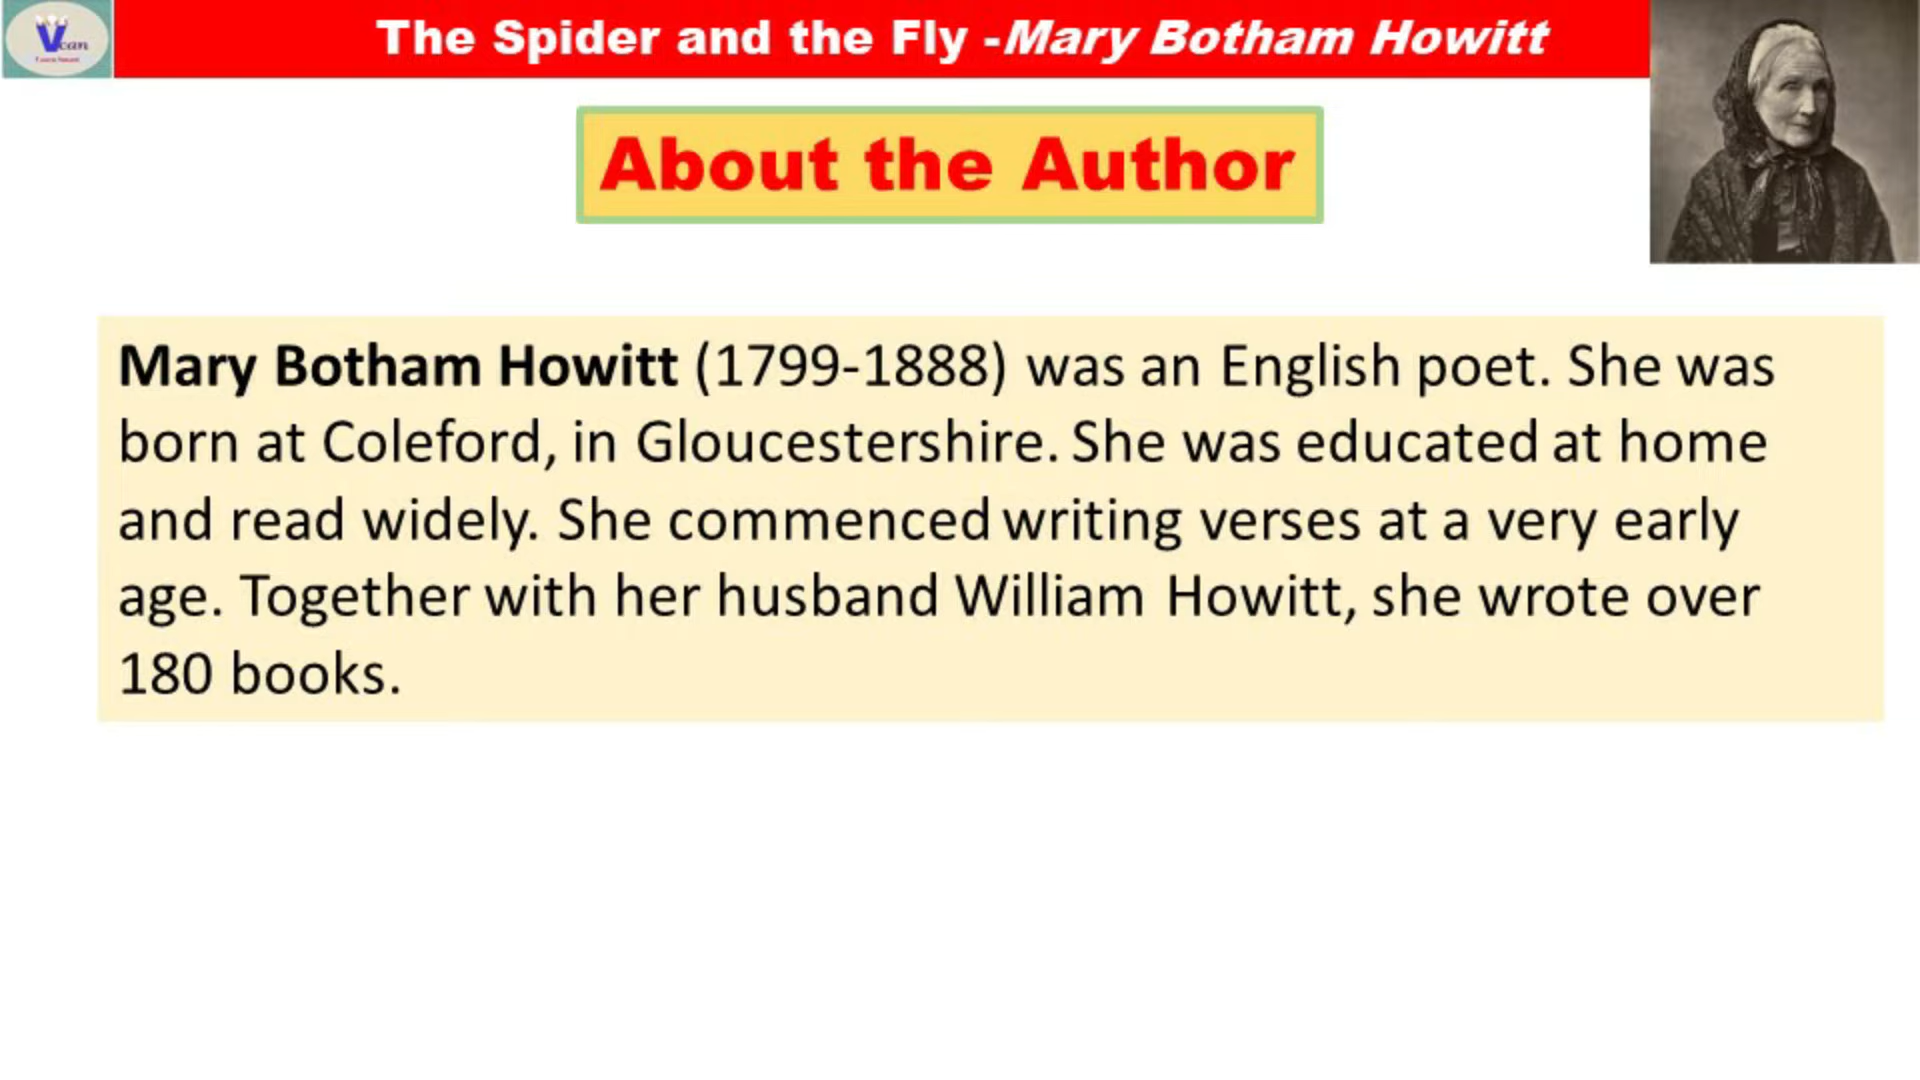 Vcan
The Spider and the Fly -Mary Botham Howitt
About the Author
Mary Botham Howitt (1799-1888) was an English poet. She was
born at Coleford, in Gloucestershire. She was educated at home
and read widely. She commenced writing verses at a very early
age. Together with her husband William Howitt, she wrote over
180 books.